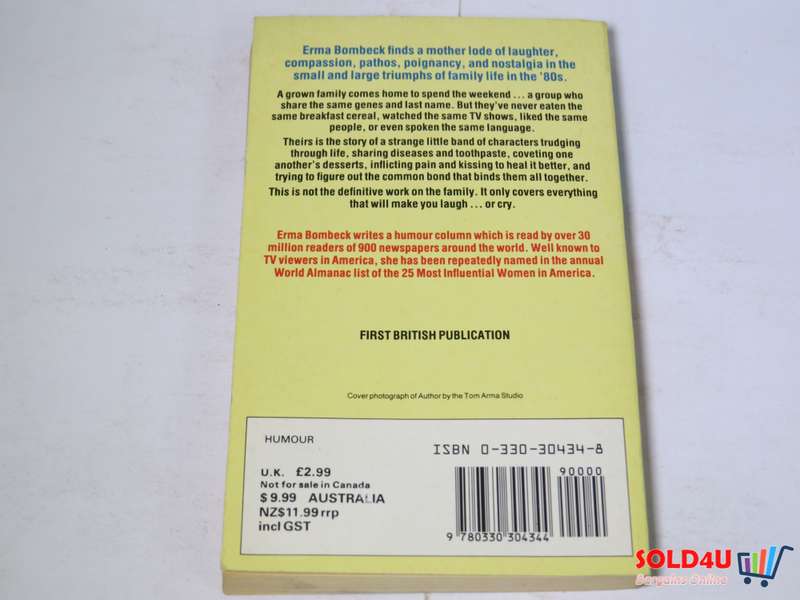 Erma Bombeck finds a mother lode of laughter,
compassion, pathos, poignancy, and nostalgia in the
small and large triumphs of family life in the '80s.
A grown family comes home to spend the weekend . . . a group who
share the same genes and last name. But they've never eaten the
same breakfast cereal, watched the same TV shows, liked the same
people, or even spoken the same language.
Theirs is the story of a strange little band of characters trudging
through life, sharing diseases and toothpaste, coveting one
another's desserts, inflicting pain and kissing to heal it better, and
trying to figure out the common bond that binds them all together.
This is not the definitive work on the family. It only covers everything
that will make you laugh . . . or cry.
Erma Bombeck writes a humour column which is read by over 30
million readers of 900 newspapers around the world. Well known to
TV viewers in America, she has been repeatedly named in the annual
World Almanac list of the 25 Most Influential Women in America.
FIRST BRITISH PUBLICATION
Cover photograph of Author by the Tom Arma Studio
HUMOUR
U.K. £2.99
Not for sale in Canada
$9.99 AUSTRALIA
NZ$11.99 rrp
incl GST
ISBN 0-330-30434-8
90000
9 780330 304344
SOLD4U
Bargains Online